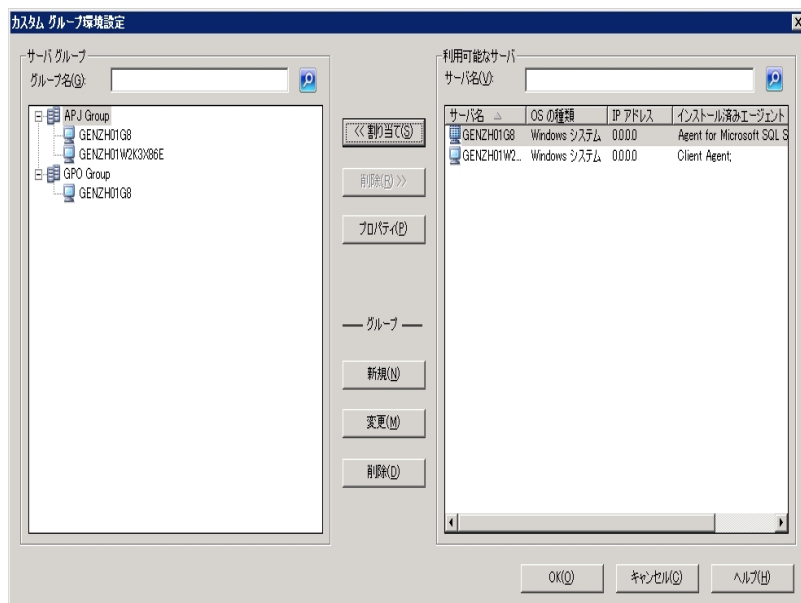 カスタム グループ環境設定
サーバ グループ
グループ名(G):
APJ Group
GENZH01G8
GENZH01W2K3X86E
GPO Group
GENZH01G8
<< 割り当て(S)
削除(R) >>
プロパティ(P)
グループ
新規(N)
変更(M)
削除(D)
利用可能なサーバ
サーバ名(V):
サーバ名 OS の種類 IP アドレス インストール済みエージェント
GENZH01G8 Windows システム 0.0.0.0 Agent for Microsoft SQL S
GENZH01W2... Windows システム 0.0.0.0 Client Agent;
OK(O) キャンセル(C) ヘルプ(H)